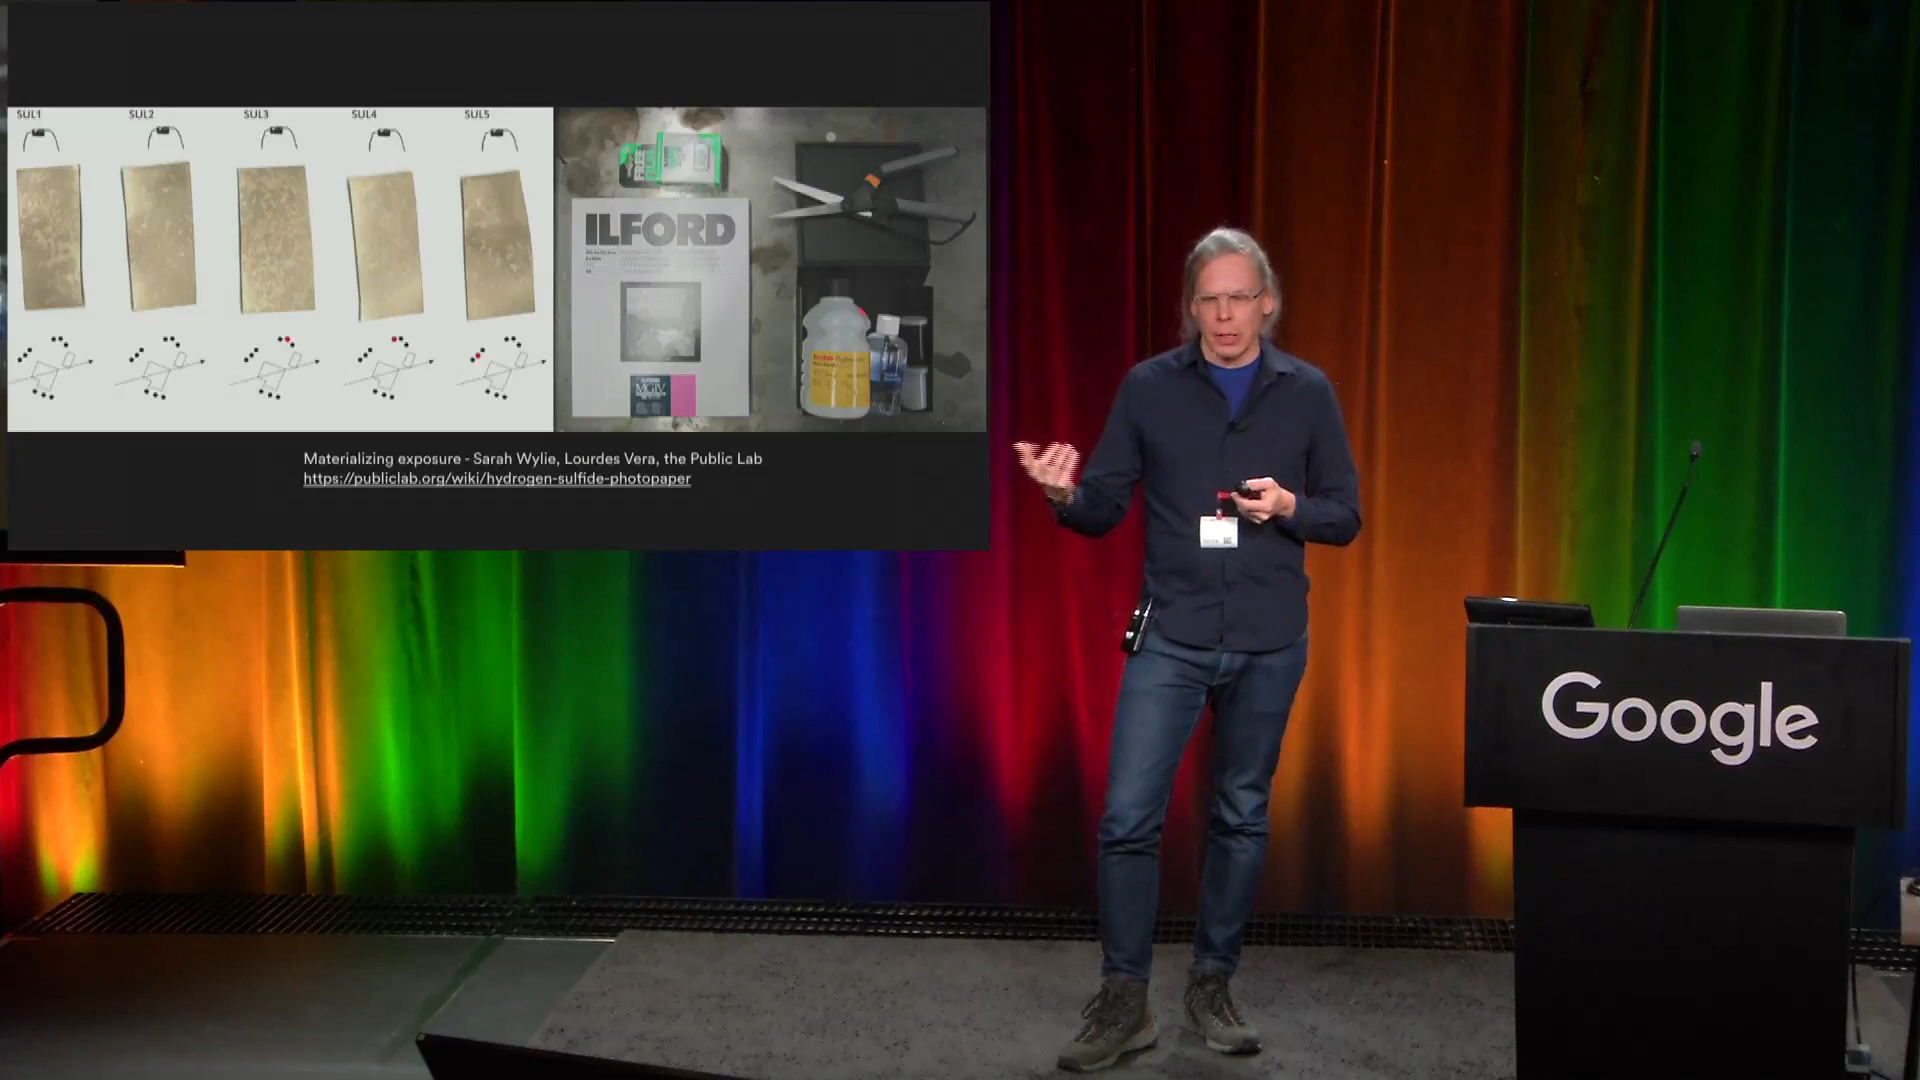 SUL1 SUL2 SUL3 SUL4 SUL5
FREE
ILFORD
MGIV
Materializing exposure - Sarah Wylie, Lourdes Vera, the Public Lab
https://publiclab.org/wiki/hydrogen-sulfide-photopaper
Google